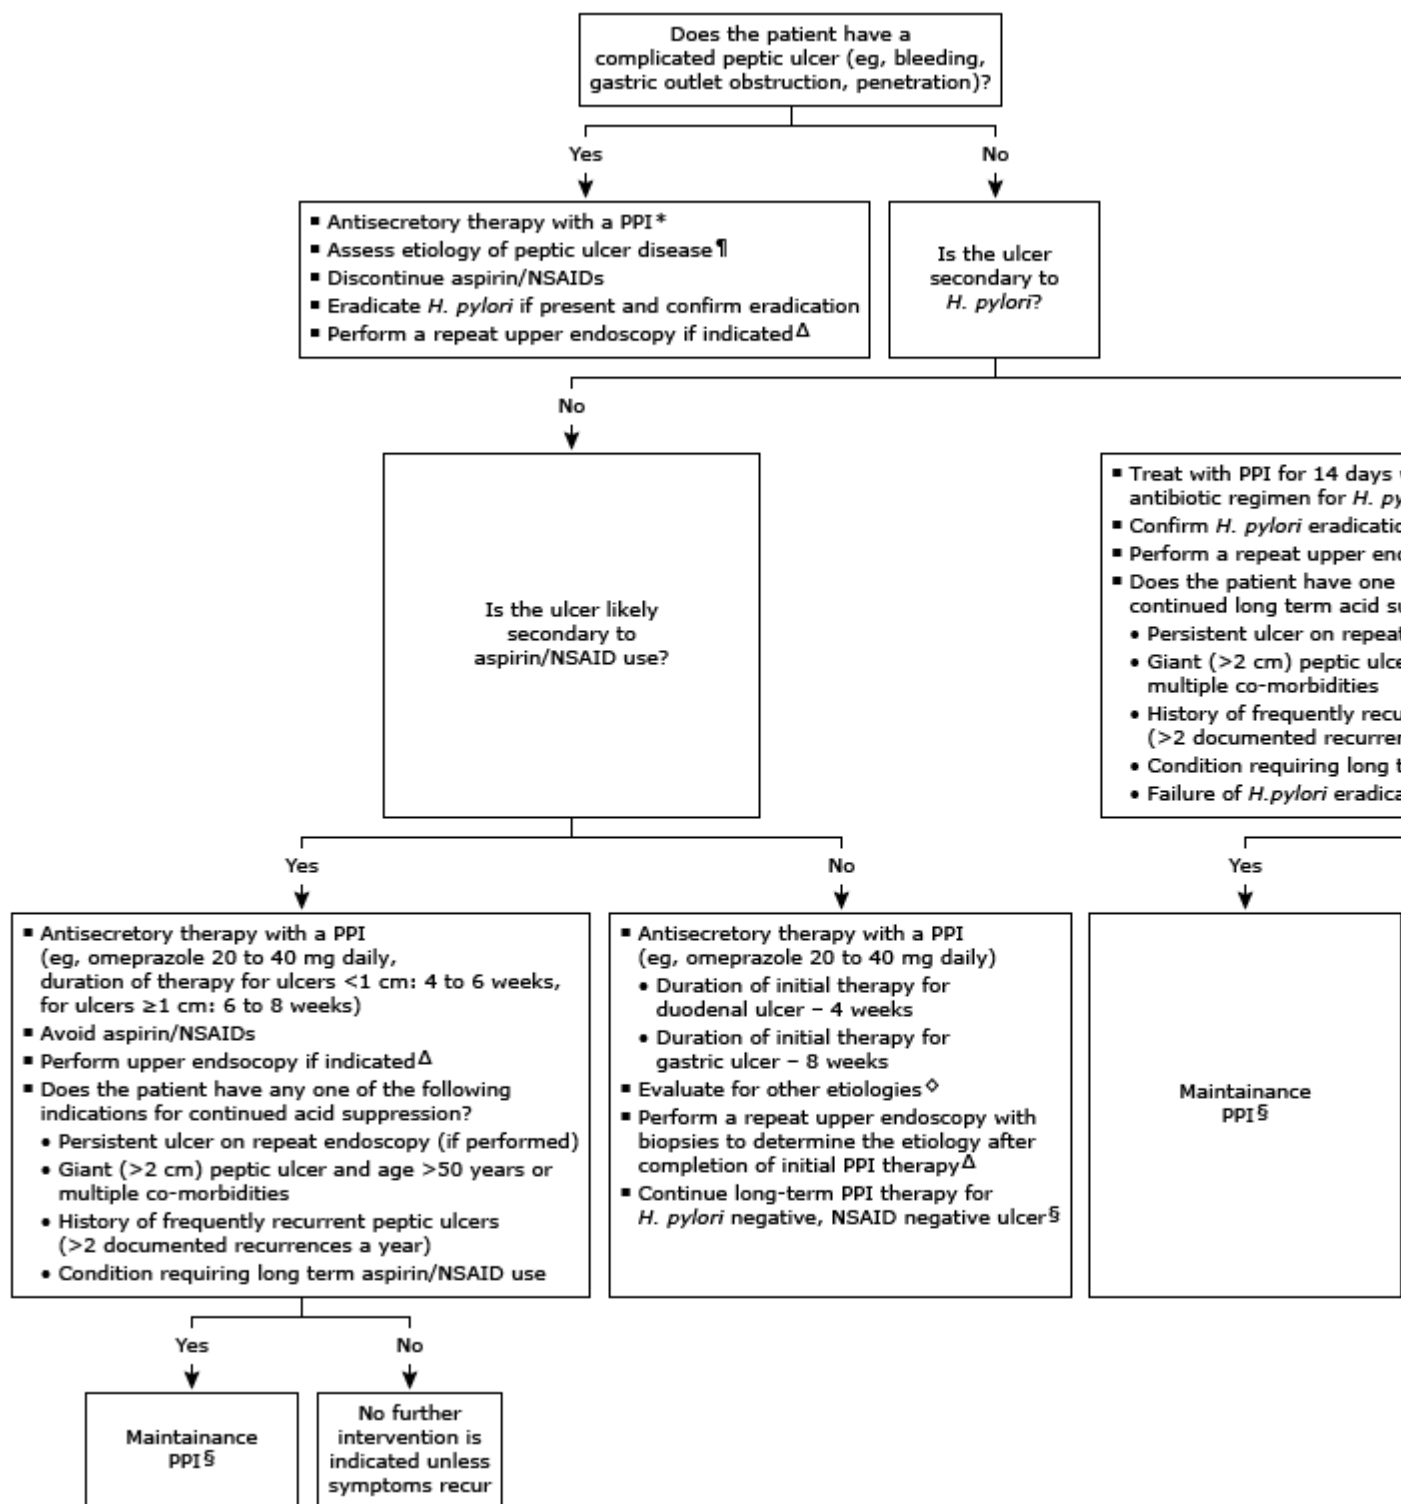 Does the patient have a
complicated peptic ulcer (eg, bleeding,
gastric outlet obstruction, penetration)?
Yes
No
▪ Antisecretory therapy with a PPI*
▪ Assess etiology of peptic ulcer disease¶
▪ Discontinue aspirin/NSAIDs
▪ Eradicate H. pylori if present and confirm eradication
▪ Perform a repeat upper endoscopy if indicatedΔ
Is the ulcer
secondary to
H. pylori?
No
Is the ulcer likely
secondary to
aspirin/NSAID use?
▪ Treat with PPI for 14 days
antibiotic regimen for H.
▪ Confirm H. pylori
▪ Perform a repeat upper
▪ Does the patient have one
continued long term acid
• Persistent ulcer on repeat
• Giant (>2 cm) peptic
multiple co-morbidities
• History of frequently
(>2 documented
• Condition requiring long
• Failure of H.pylori
Yes
No
Yes
▪ Antisecretory therapy with a PPI
(eg, omeprazole 20 to 40 mg daily,
duration of therapy for ulcers <1 cm: 4 to 6 weeks,
for ulcers ≥1 cm: 6 to 8 weeks)
▪ Avoid aspirin/NSAIDs
▪ Perform upper endsocopy if indicatedΔ
▪ Does the patient have any one of the following
indications for continued acid suppression?
• Persistent ulcer on repeat endoscopy (if performed)
• Giant (>2 cm) peptic ulcer and age >50 years or
multiple co-morbidities
• History of frequently recurrent peptic ulcers
(>2 documented recurrences a year)
• Condition requiring long term aspirin/NSAID use
▪ Antisecretory therapy with a PPI
(eg, omeprazole 20 to 40 mg daily)
• Duration of initial therapy for
duodenal ulcer – 4 weeks
• Duration of initial therapy for
gastric ulcer – 8 weeks
▪ Evaluate for other etiologies◇
▪ Perform a repeat upper endoscopy with
biopsies to determine the etiology after
completion of initial PPI therapyΔ
▪ Continue long-term PPI therapy for
H. pylori negative, NSAID negative ulcer§
Maintainance
PPI§
Yes
No
Maintainance
PPI§
No further
intervention is
indicated unless
symptoms recur